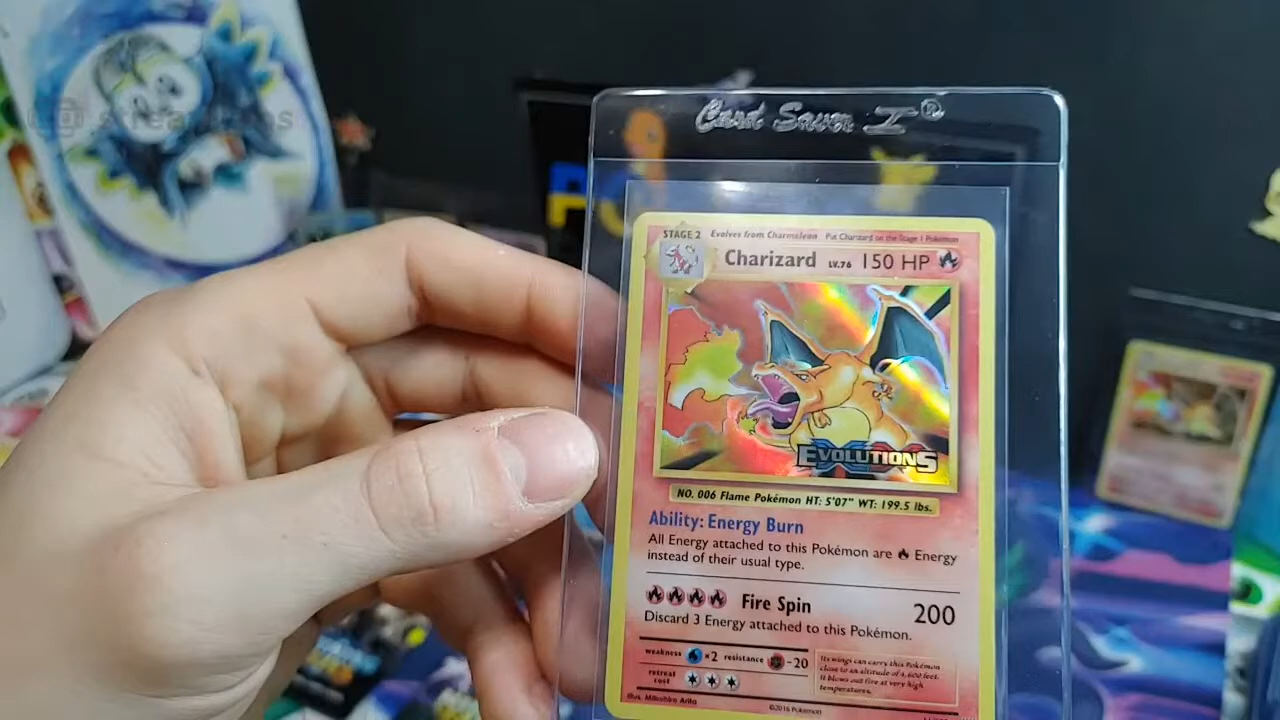 Card Saver I®
STAGE 2 Evolves from Charmeleon Put Charizard on the Stage 1 Pokémon
Charizard LV.76 150 HP
EVOLUTIONS
NO. 006 Flame Pokémon HT: 5'07" WT: 199.5 lbs.
Ability: Energy Burn
All Energy attached to this Pokémon are Energy
instead of their usual type.
Fire Spin 200
Discard 3 Energy attached to this Pokémon.
weakness ×2 resistance -20
retreat
cost
Its wings can carry this Pokémon
close to an altitude of 4,600 feet.
It blows out fire at very high
temperatures.
Illus. Mitsuhiro Arita
©2016 Pokémon